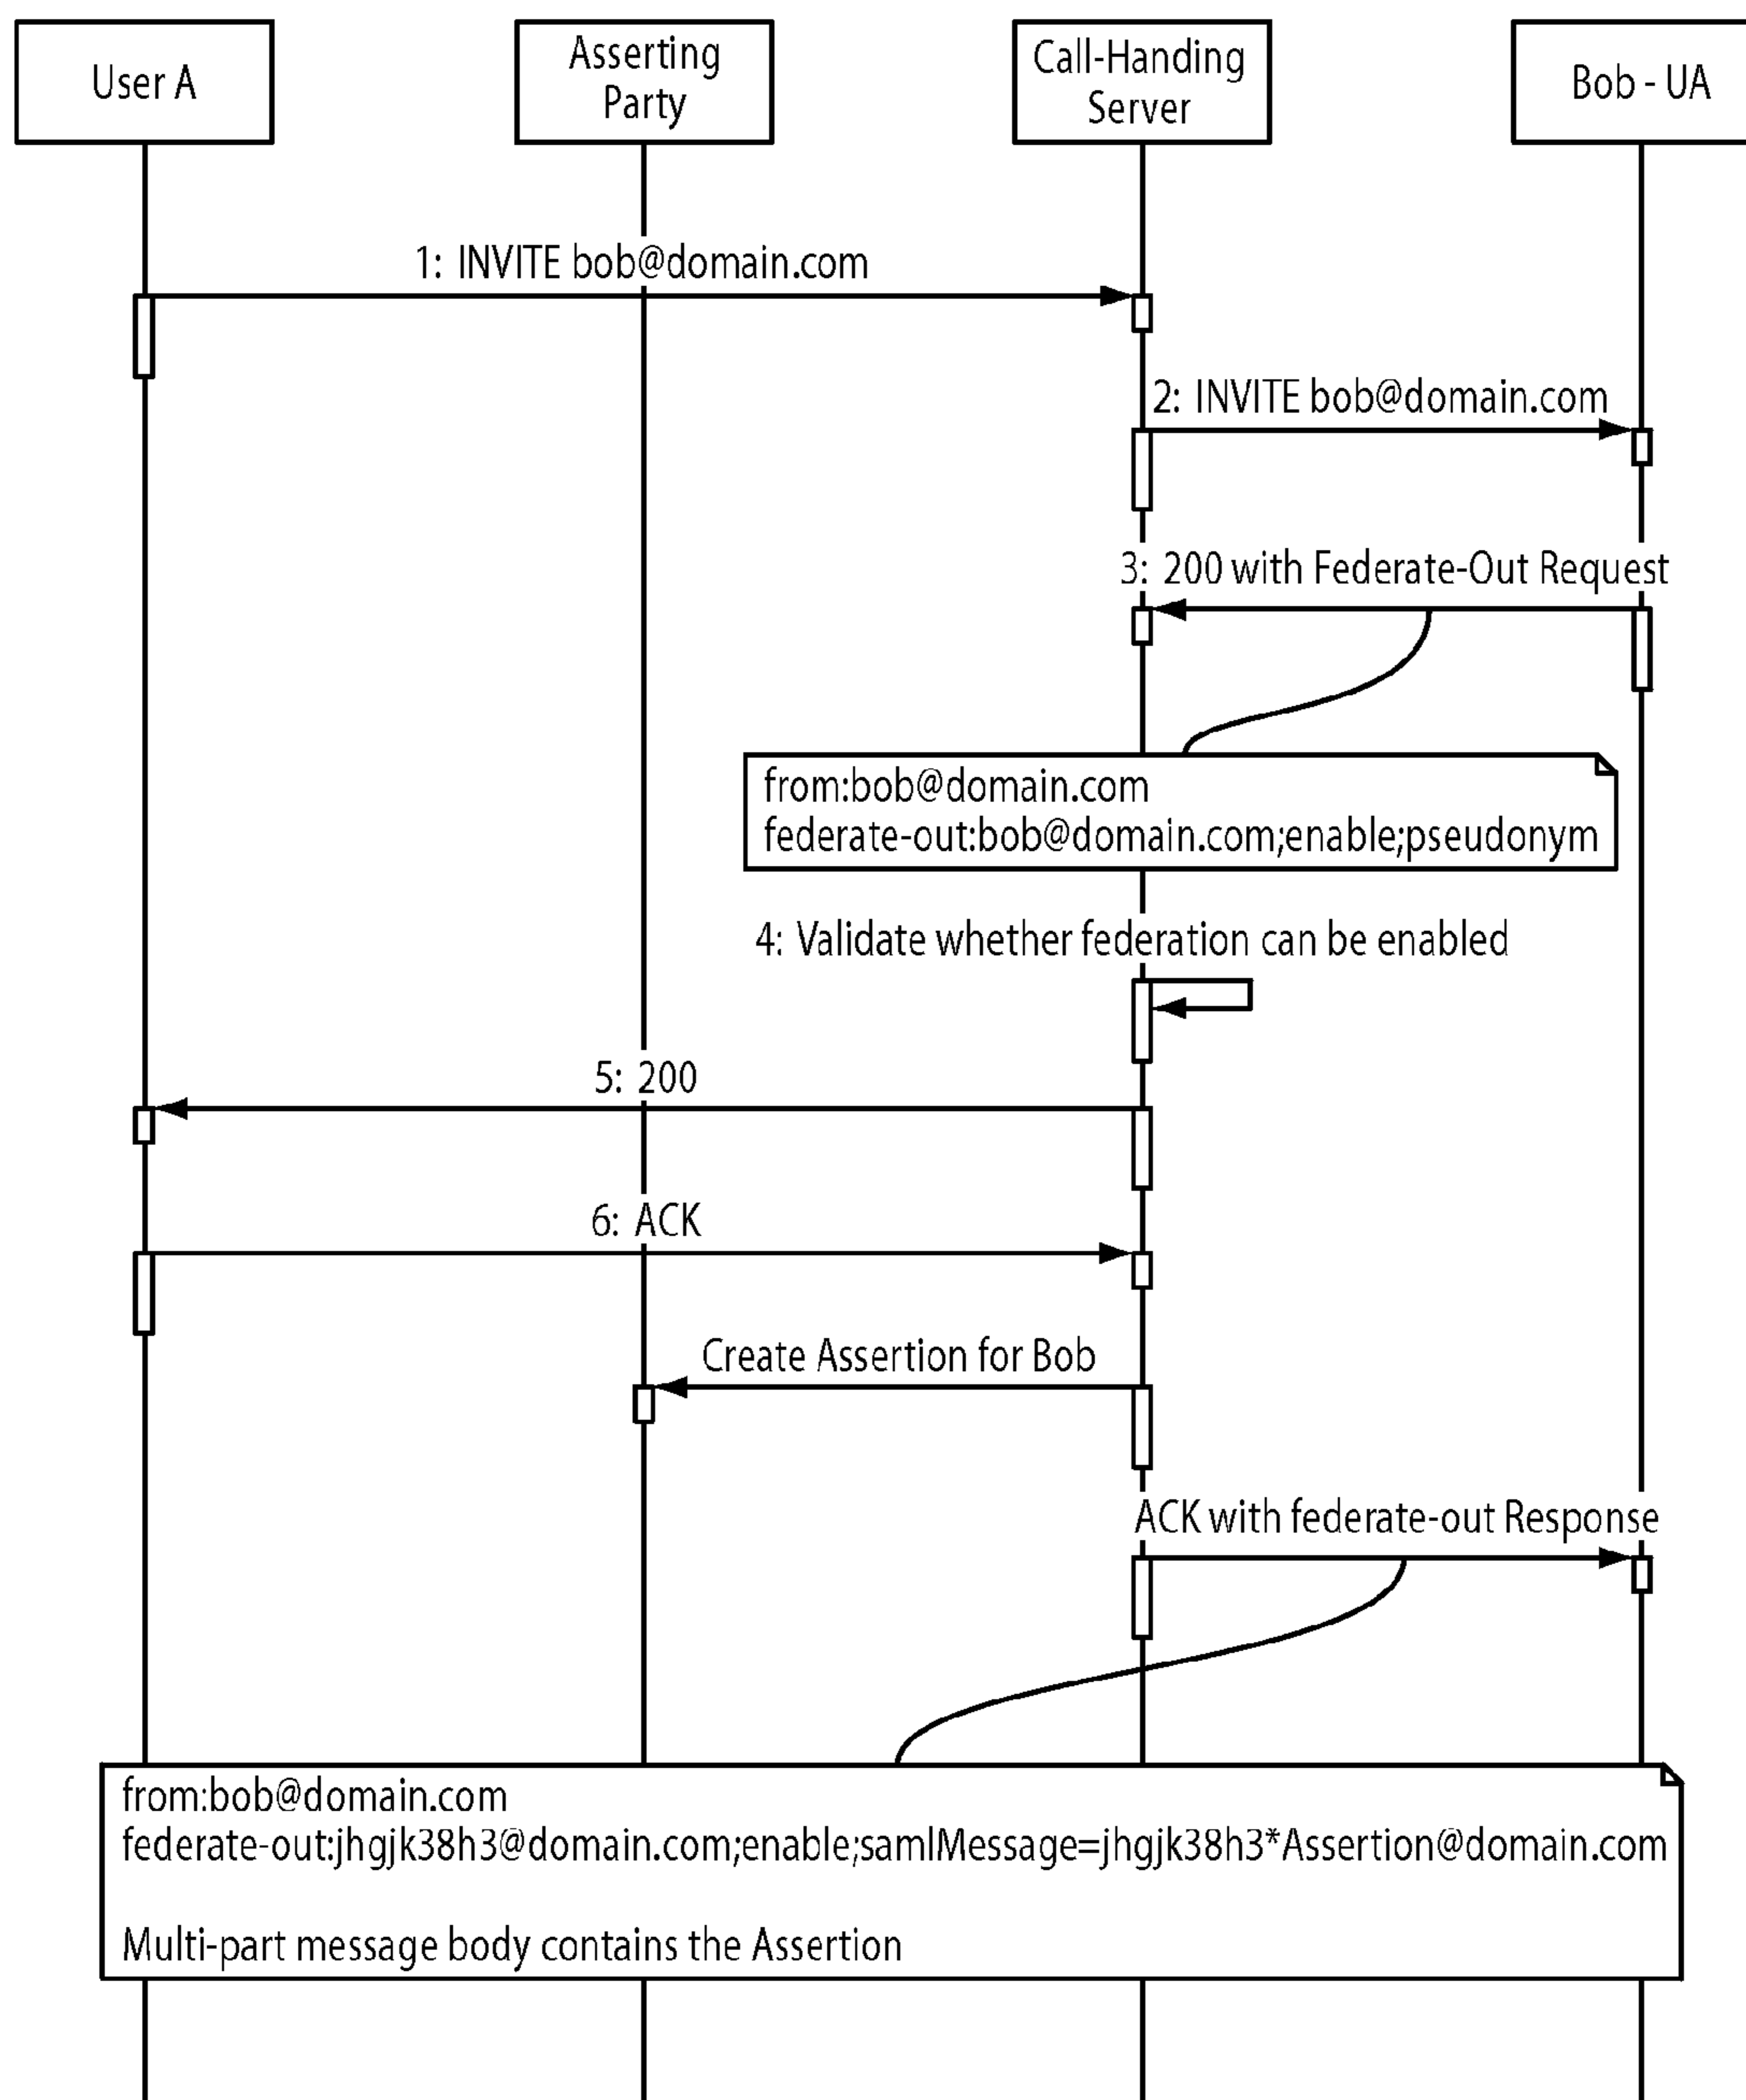 User A
Asserting
Party
Call-Handing
Server
Bob - UA
1: INVITE bob@domain.com
2: INVITE bob@domain.com
3: 200 with Federate-Out Request
from:bob@domain.com
federate-out:bob@domain.com;enable;pseudonym
4: Validate whether federation can be enabled
5: 200
6: ACK
Create Assertion for Bob
ACK with federate-out Response
from:bob@domain.com
federate-out:jhgjk38h3@domain.com;enable;samlMessage=jhgjk38h3*Assertion@domain.com
Multi-part message body contains the Assertion